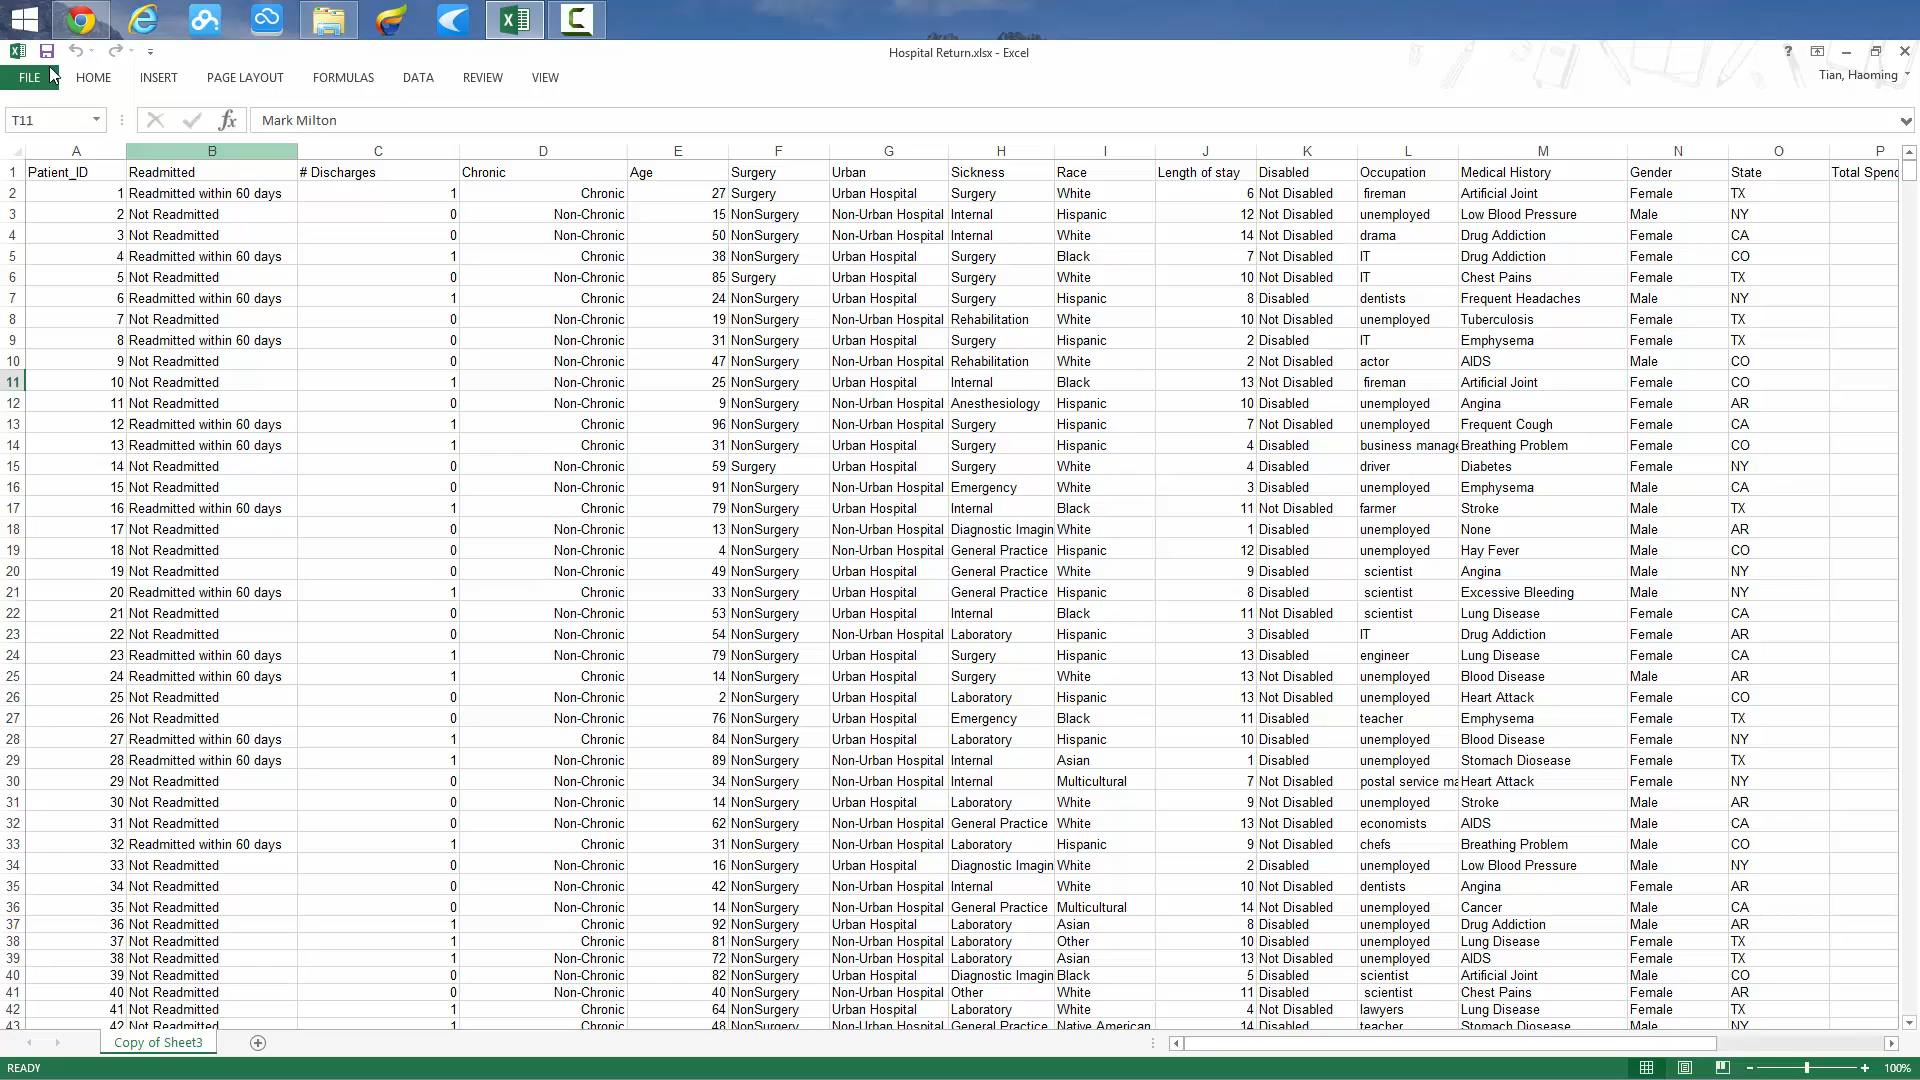 Hospital Return.xlsx - Excel
?
FILE HOME INSERT PAGE LAYOUT FORMULAS DATA REVIEW VIEW Tian, Haoming
T11 fx Mark Milton
A B C D E F G H I J K L M N O P
1 Patient_ID Readmitted # Discharges Chronic Age Surgery Urban Sickness Race Length of stay Disabled Occupation Medical History Gender State Total Spend
2 1 Readmitted within 60 days 1 Chronic 27 Surgery Urban Hospital Surgery White 6 Not Disabled fireman Artificial Joint Female TX
3 2 Not Readmitted 0 Non-Chronic 15 NonSurgery Non-Urban Hospital Internal Hispanic 12 Not Disabled unemployed Low Blood Pressure Male NY
4 3 Not Readmitted 0 Non-Chronic 50 NonSurgery Non-Urban Hospital Internal White 14 Not Disabled drama Drug Addiction Female CA
5 4 Readmitted within 60 days 1 Chronic 38 NonSurgery Urban Hospital Surgery Black 7 Not Disabled IT Drug Addiction Female CO
6 5 Not Readmitted 0 Non-Chronic 85 Surgery Urban Hospital Surgery White 10 Not Disabled IT Chest Pains Female TX
7 6 Readmitted within 60 days 1 Chronic 24 NonSurgery Urban Hospital Surgery Hispanic 8 Disabled dentists Frequent Headaches Male NY
8 7 Not Readmitted 0 Non-Chronic 19 NonSurgery Non-Urban Hospital Rehabilitation White 10 Not Disabled unemployed Tuberculosis Female TX
9 8 Readmitted within 60 days 0 Non-Chronic 31 NonSurgery Urban Hospital Surgery Hispanic 2 Disabled IT Emphysema Female TX
10 9 Not Readmitted 0 Non-Chronic 47 NonSurgery Non-Urban Hospital Rehabilitation White 2 Not Disabled actor AIDS Male CO
11 10 Not Readmitted 1 Non-Chronic 25 NonSurgery Urban Hospital Internal Black 13 Not Disabled fireman Artificial Joint Female CO
12 11 Not Readmitted 0 Non-Chronic 9 NonSurgery Non-Urban Hospital Anesthesiology Hispanic 10 Disabled unemployed Angina Female AR
13 12 Readmitted within 60 days 1 Chronic 96 NonSurgery Non-Urban Hospital Surgery Hispanic 7 Not Disabled unemployed Frequent Cough Female CA
14 13 Readmitted within 60 days 1 Chronic 31 NonSurgery Urban Hospital Surgery Hispanic 4 Disabled business manage Breathing Problem Female CO
15 14 Not Readmitted 0 Non-Chronic 59 Surgery Urban Hospital Surgery White 4 Disabled driver Diabetes Female NY
16 15 Not Readmitted 0 Non-Chronic 91 NonSurgery Non-Urban Hospital Emergency White 3 Disabled unemployed Emphysema Male CA
17 16 Readmitted within 60 days 1 Chronic 79 NonSurgery Urban Hospital Internal Black 11 Not Disabled farmer Stroke Male TX
18 17 Not Readmitted 0 Non-Chronic 13 NonSurgery Non-Urban Hospital Diagnostic Imagin White 1 Disabled unemployed None Male AR
19 18 Not Readmitted 0 Non-Chronic 4 NonSurgery Non-Urban Hospital General Practice Hispanic 12 Disabled unemployed Hay Fever Male CO
20 19 Not Readmitted 0 Non-Chronic 49 NonSurgery Urban Hospital General Practice White 9 Disabled scientist Angina Male NY
21 20 Readmitted within 60 days 1 Chronic 33 NonSurgery Urban Hospital General Practice Hispanic 8 Disabled scientist Excessive Bleeding Male NY
22 21 Not Readmitted 0 Non-Chronic 53 NonSurgery Urban Hospital Internal Black 11 Not Disabled scientist Lung Disease Female CA
23 22 Not Readmitted 0 Non-Chronic 54 NonSurgery Non-Urban Hospital Laboratory Hispanic 3 Disabled IT Drug Addiction Female AR
24 23 Readmitted within 60 days 1 Non-Chronic 79 NonSurgery Urban Hospital Surgery Hispanic 13 Disabled engineer Lung Disease Female CA
25 24 Readmitted within 60 days 1 Chronic 14 NonSurgery Urban Hospital Surgery White 13 Not Disabled unemployed Blood Disease Male AR
26 25 Not Readmitted 0 Non-Chronic 2 NonSurgery Urban Hospital Laboratory Hispanic 13 Not Disabled unemployed Heart Attack Female CO
27 26 Not Readmitted 0 Non-Chronic 76 NonSurgery Urban Hospital Emergency Black 11 Disabled teacher Emphysema Female TX
28 27 Readmitted within 60 days 1 Chronic 84 NonSurgery Urban Hospital Laboratory Hispanic 10 Disabled unemployed Blood Disease Female NY
29 28 Readmitted within 60 days 1 Non-Chronic 89 NonSurgery Non-Urban Hospital Internal Asian 1 Disabled unemployed Stomach Diosease Female TX
30 29 Not Readmitted 0 Non-Chronic 34 NonSurgery Non-Urban Hospital Internal Multicultural 7 Not Disabled postal service ma Heart Attack Female NY
31 30 Not Readmitted 0 Non-Chronic 14 NonSurgery Urban Hospital Laboratory White 9 Not Disabled unemployed Stroke Male AR
32 31 Not Readmitted 0 Non-Chronic 62 NonSurgery Non-Urban Hospital General Practice White 13 Not Disabled economists AIDS Male CA
33 32 Readmitted within 60 days 1 Chronic 31 NonSurgery Non-Urban Hospital Laboratory Hispanic 9 Not Disabled chefs Breathing Problem Male CO
34 33 Not Readmitted 0 Non-Chronic 16 NonSurgery Urban Hospital Diagnostic Imagin White 2 Disabled unemployed Low Blood Pressure Male NY
35 34 Not Readmitted 0 Non-Chronic 42 NonSurgery Non-Urban Hospital Internal White 10 Not Disabled dentists Angina Female AR
36 35 Not Readmitted 0 Non-Chronic 14 NonSurgery Non-Urban Hospital General Practice Multicultural 14 Not Disabled unemployed Cancer Male CA
37 36 Not Readmitted 1 Chronic 92 NonSurgery Urban Hospital Laboratory Asian 8 Disabled unemployed Drug Addiction Male AR
38 37 Not Readmitted 1 Chronic 81 NonSurgery Non-Urban Hospital Laboratory Other 10 Disabled unemployed Lung Disease Female TX
39 38 Not Readmitted 1 Non-Chronic 72 NonSurgery Non-Urban Hospital Laboratory Asian 13 Not Disabled unemployed AIDS Female TX
40 39 Not Readmitted 0 Non-Chronic 82 NonSurgery Urban Hospital Diagnostic Imagin Black 5 Disabled scientist Artificial Joint Male CO
41 40 Not Readmitted 0 Non-Chronic 40 NonSurgery Non-Urban Hospital Other White 11 Disabled scientist Chest Pains Female AR
42 41 Not Readmitted 1 Chronic 64 NonSurgery Urban Hospital Laboratory White 4 Not Disabled lawyers Lung Disease Female TX
43 42 Not Readmitted 1 Chronic 48 NonSurgery Non-Urban Hospital General Practice Native American 14 Disabled teacher Stomach Diosease Male NY
Copy of Sheet3
READY 100%